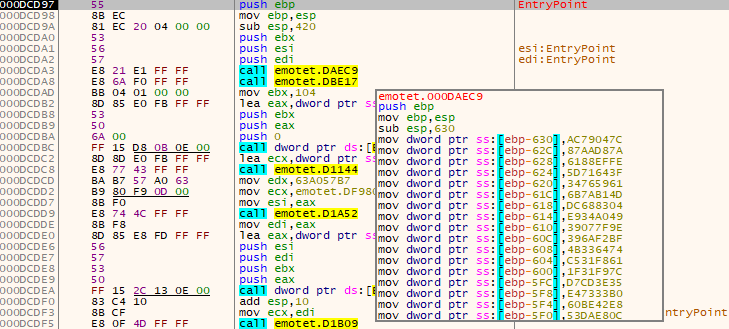 000DCD97 55 push ebp EntryPoint
000DCD98 8B EC mov ebp,esp
000DCD9A 81 EC 20 04 00 00 sub esp,420
000DCDA0 53 push ebx
000DCDA1 56 push esi esi:EntryPoint
000DCDA2 57 push edi edi:EntryPoint
000DCDA3 E8 21 E1 FF FF call emotet.DAEC9
000DCDA8 E8 6A F0 FF FF call emotet.DBE17
000DCDAD BB 04 01 00 00 mov ebx,104
000DCDB2 8D 85 E0 FB FF FF lea eax,dword ptr
000DCDB8 53 push ebx
000DCDB9 50 push eax
000DCDBA 6A 00 push 0
000DCDBC FF 15 D8 0B 0E 00 call dword ptr ds:[
000DCDC2 8D 8D E0 FB FF FF lea ecx,dword ptr
000DCDC8 E8 77 43 FF FF call emotet.D1144
000DCDCD BA B7 57 A0 63 mov edx,63A057B7
000DCDD2 B9 80 F9 0D 00 mov ecx,emotet.DF980
000DCDD7 8B F0 mov esi,eax
000DCDD9 E8 74 4C FF FF call emotet.D1A52
000DCDDE 8B F8 mov edi,eax
000DCDE0 8D 85 E8 FD FF FF lea eax,dword ptr
000DCDE6 56 push esi
000DCDE7 57 push edi
000DCDE8 53 push ebx
000DCDE9 50 push eax
000DCDEA FF 15 2C 13 0E 00 call dword ptr ds:[
000DCDF0 83 C4 10 add esp,10
000DCDF3 8B CF mov ecx,edi ntryPoint
000DCDF5 E8 0F 4D FF FF call emotet.D1B09
emotet.000DAEC9
push ebp
mov ebp,esp
sub esp,630
mov dword ptr ss:[ebp-630],AC79047C
mov dword ptr ss:[ebp-62C],87AAD87A
mov dword ptr ss:[ebp-628],6188EFFE
mov dword ptr ss:[ebp-624],5D71643F
mov dword ptr ss:[ebp-620],34765961
mov dword ptr ss:[ebp-61C],6B7AB14D
mov dword ptr ss:[ebp-618],DC688304
mov dword ptr ss:[ebp-614],E934A049
mov dword ptr ss:[ebp-610],39077F9E
mov dword ptr ss:[ebp-60C],396AF2BF
mov dword ptr ss:[ebp-608],4B336474
mov dword ptr ss:[ebp-604],C531F861
mov dword ptr ss:[ebp-600],1F31F97C
mov dword ptr ss:[ebp-5FC],D7CD3E35
mov dword ptr ss:[ebp-5F8],E47333B0
mov dword ptr ss:[ebp-5F4],60BE42E8
mov dword ptr ss:[ebp-5F0],53DAE80C